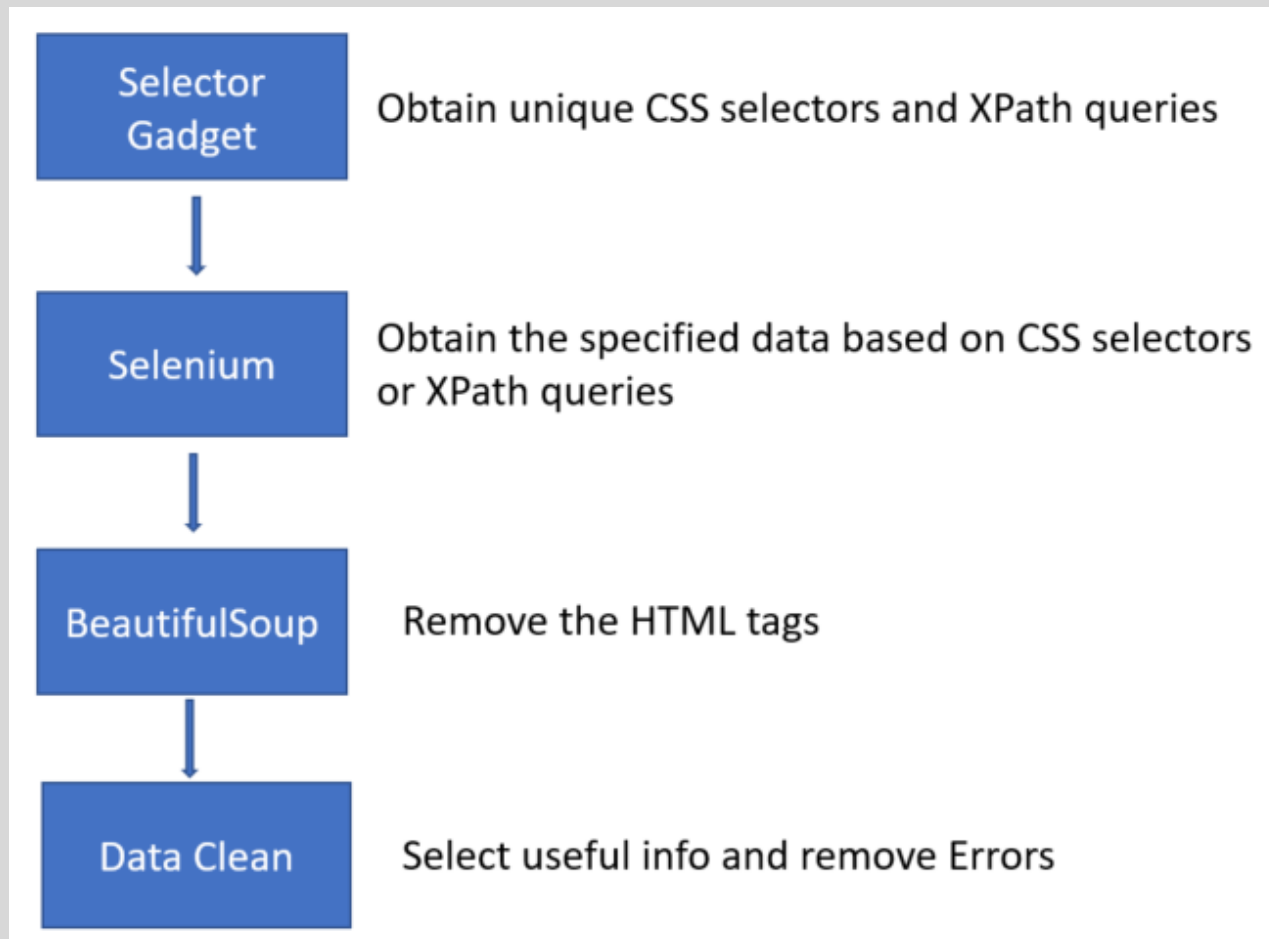 Selector
Gadget
Obtain unique CSS selectors and XPath queries
Selenium
Obtain the specified data based on CSS selectors
or XPath queries
BeautifulSoup
Remove the HTML tags
Data Clean
Select useful info and remove Errors